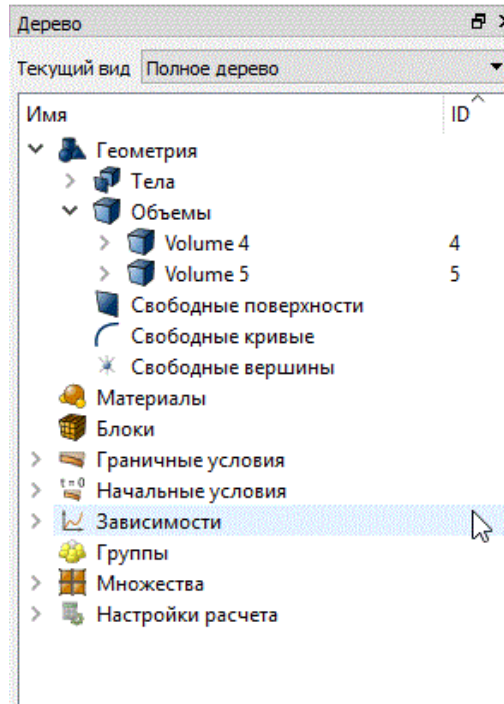 Дерево
Текущий вид Полное дерево
Имя ID
Геометрия
Тела
Объемы
Volume 4 4
Volume 5 5
Свободные поверхности
Свободные кривые
Свободные вершины
Материалы
Блоки
Граничные условия
t=0 Начальные условия
Зависимости
Группы
Множества
Настройки расчета